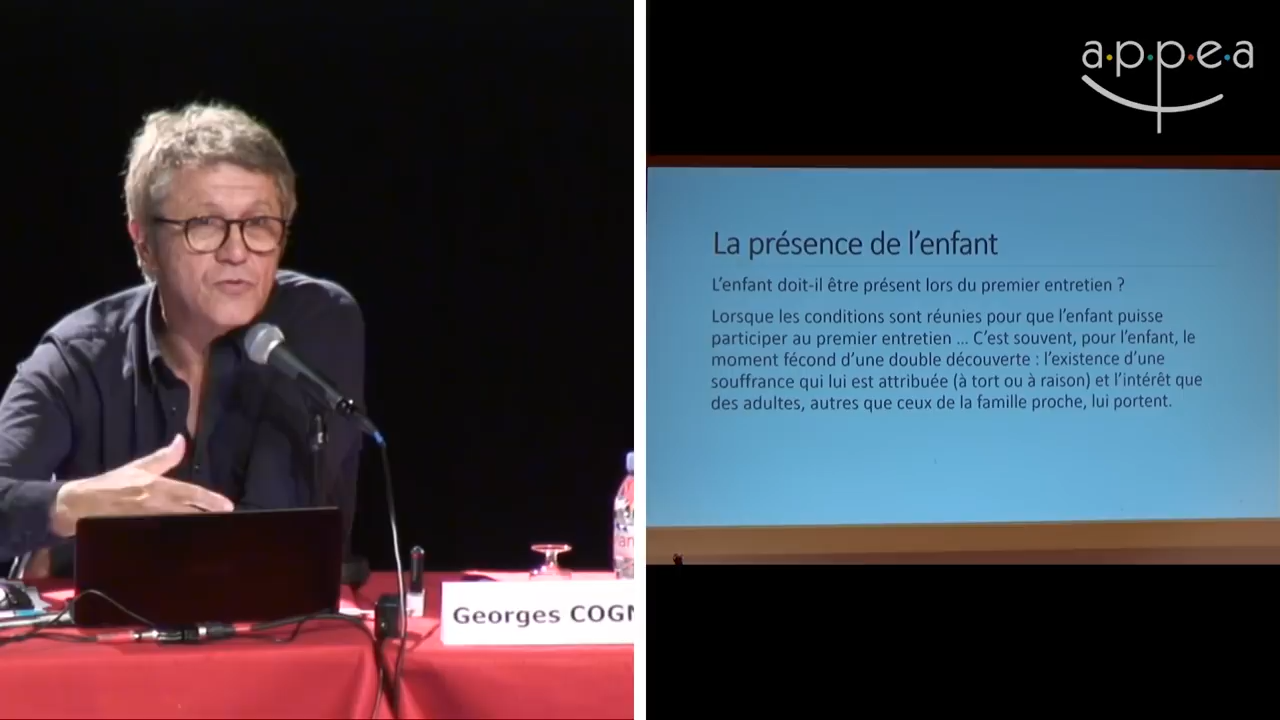 Georges COGN
a.p.p.e.a
La présence de l'enfant
L'enfant doit-il être présent lors du premier entretien ?
Lorsque les conditions sont réunies pour que l'enfant puisse
participer au premier entretien ... C'est souvent, pour l'enfant, le
moment fécond d'une double découverte : l'existence d'une
souffrance qui lui est attribuée (à tort ou à raison) et l'intérêt que
des adultes, autres que ceux de la famille proche, lui portent.